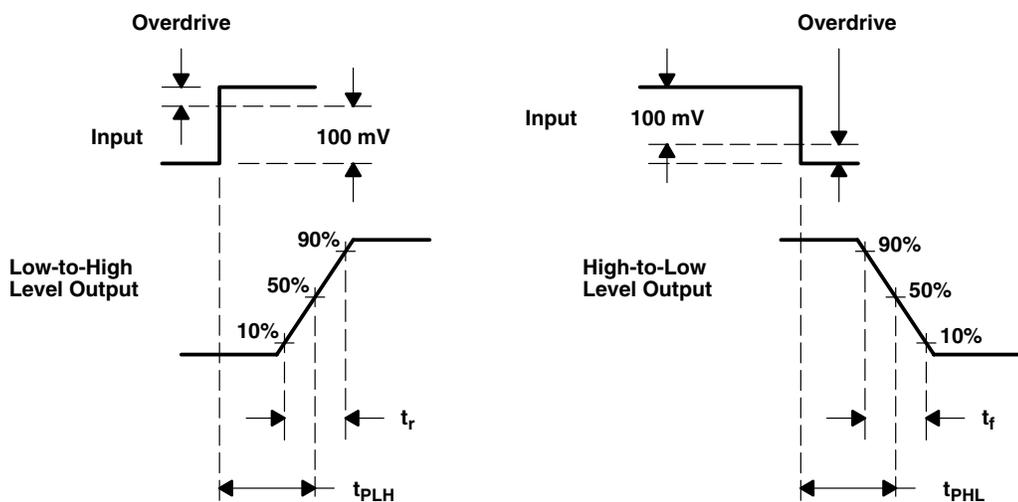 Overdrive
Input
100 mV
Low-to-High
Level Output
90%
50%
10%
tr
tPLH
Overdrive
Input
100 mV
High-to-Low
Level Output
90%
50%
10%
tf
tPHL